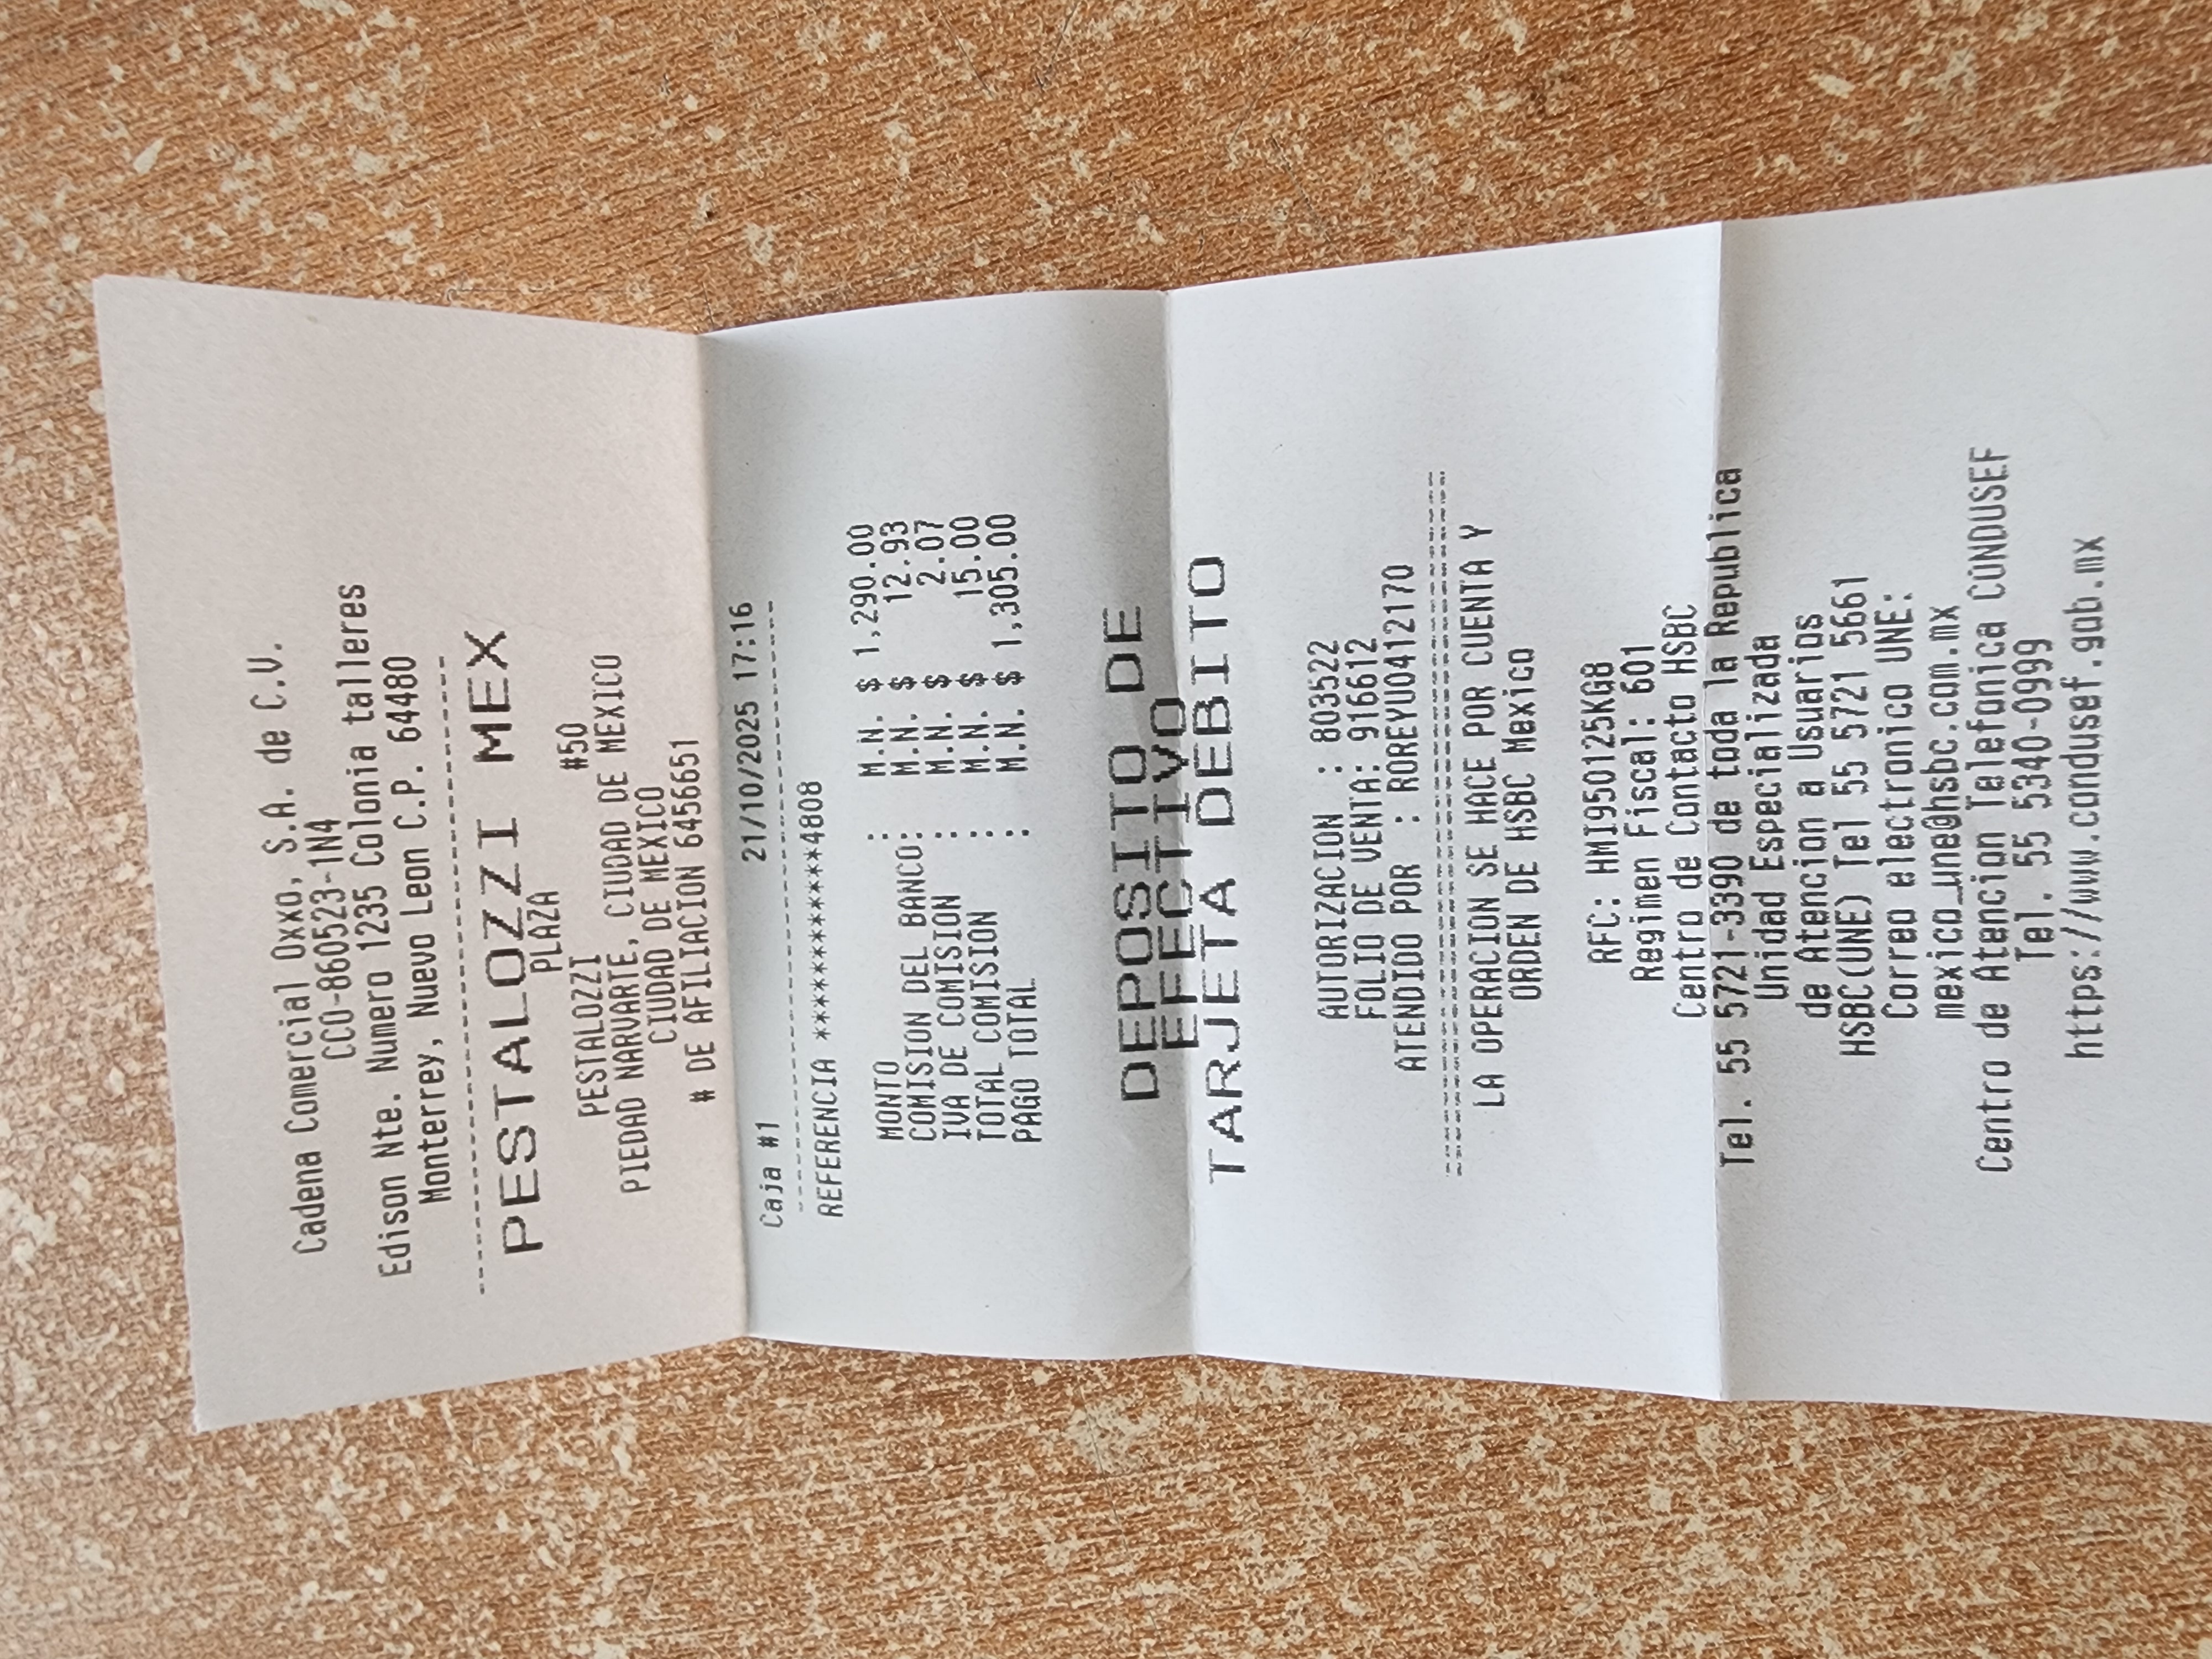 Cadena Comercial Oxxo, S.A. de C.V.
CCO-860523-1N4
Edison Nte. Numero 1235 Colonia talleres
Monterrey, Nuevo Leon C.P. 64480
------------------------------------
PESTALOZZI MEX
PLAZA
PESTALOZZI #50
PIEDAD NARVARTE, CIUDAD DE MEXICO
CIUDAD DE MEXICO
# DE AFILIACION 6456651
Caja #1 21/10/2025 17:16
------------------------------------
REFERENCIA ************4808
MONTO : M.N. $ 1,290.00
COMISION DEL BANCO: M.N. $ 12.93
IVA DE COMISION : M.N. $ 2.07
TOTAL COMISION : M.N. $ 15.00
PAGO TOTAL : M.N. $ 1,305.00
DEPOSITO DE
EFECTIVO
TARJETA DEBITO
AUTORIZACION : 803522
FOLIO DE VENTA: 916612
ATENDIDO POR : ROREYU0412170
========================================
LA OPERACION SE HACE POR CUENTA Y
ORDEN DE HSBC Mexico
RFC: HMI950125KG8
Regimen Fiscal: 601
Centro de Contacto HSBC
Tel. 55 5721-3390 de toda la Republica
Unidad Especializada
de Atencion a Usuarios
HSBC(UNE) Tel 55 5721 5661
Correo electronico UNE:
mexico_une@hsbc.com.mx
Centro de Atencion Telefonica CONDUSEF
Tel. 55 5340-0999
https://www.condusef.gob.mx